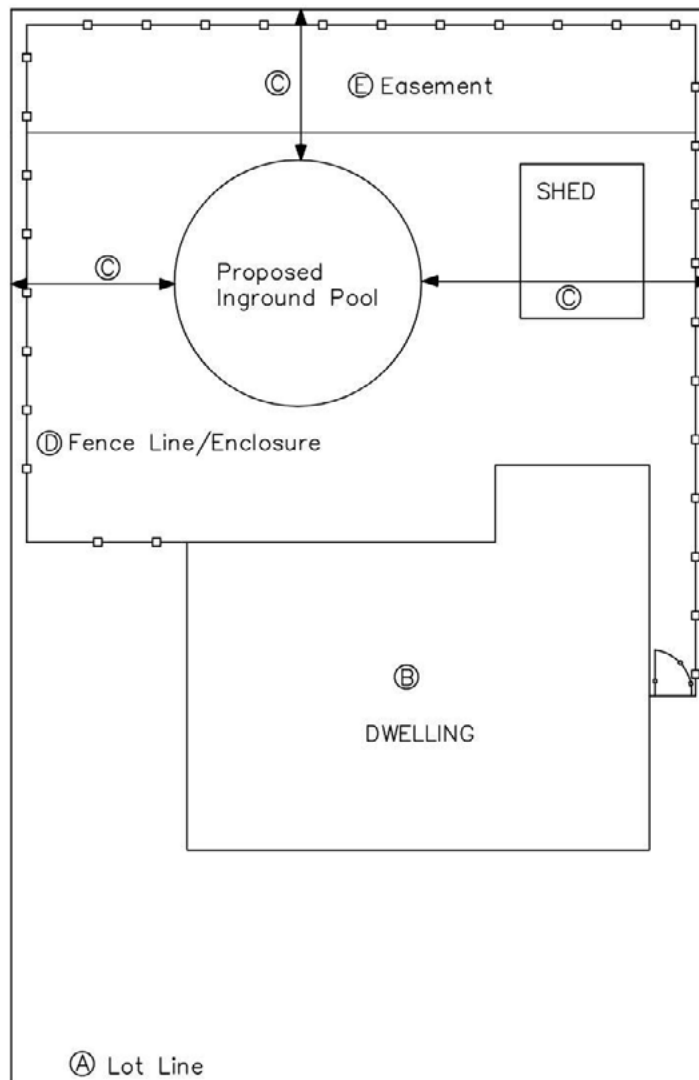 Ⓒ
Ⓔ Easement
SHED
Ⓒ
Proposed
Inground Pool
Ⓒ
Ⓓ Fence Line/Enclosure
Ⓑ
DWELLING
Ⓐ Lot Line